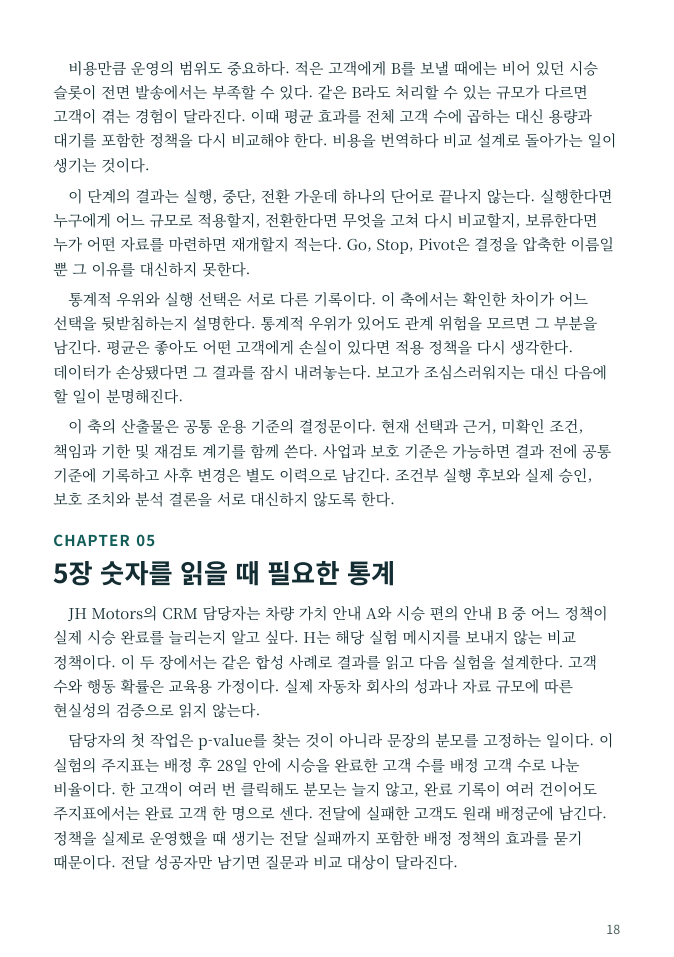 비용만큼 운영의 범위도 중요하다. 적은 고객에게 B를 보낼 때에는 비어 있던 시승
슬롯이 전면 발송에서는 부족할 수 있다. 같은 B라도 처리할 수 있는 규모가 다르면
고객이 겪는 경험이 달라진다. 이때 평균 효과를 전체 고객 수에 곱하는 대신 용량과
대기를 포함한 정책을 다시 비교해야 한다. 비용을 번역하다 비교 설계로 돌아가는 일이
생기는 것이다.
이 단계의 결과는 실행, 중단, 전환 가운데 하나의 단어로 끝나지 않는다. 실행한다면
누구에게 어느 규모로 적용할지, 전환한다면 무엇을 고쳐 다시 비교할지, 보류한다면
누가 어떤 자료를 마련하면 재개할지 적는다. Go, Stop, Pivot은 결정을 압축한 이름일
뿐 그 이유를 대신하지 못한다.
통계적 우위와 실행 선택은 서로 다른 기록이다. 이 축에서는 확인한 차이가 어느
선택을 뒷받침하는지 설명한다. 통계적 우위가 있어도 관계 위험을 모르면 그 부분을
남긴다. 평균은 좋아도 어떤 고객에게 손실이 있다면 적용 정책을 다시 생각한다.
데이터가 손상됐다면 그 결과를 잠시 내려놓는다. 보고가 조심스러워지는 대신 다음에
할 일이 분명해진다.
이 축의 산출물은 공통 운용 기준의 결정문이다. 현재 선택과 근거, 미확인 조건,
책임과 기한 및 재검토 계기를 함께 쓴다. 사업과 보호 기준은 가능하면 결과 전에 공통
기준에 기록하고 사후 변경은 별도 이력으로 남긴다. 조건부 실행 후보와 실제 승인,
보호 조치와 분석 결론을 서로 대신하지 않도록 한다.
CHAPTER 05
5장 숫자를 읽을 때 필요한 통계
JH Motors의 CRM 담당자는 차량 가치 안내 A와 시승 편의 안내 B 중 어느 정책이
실제 시승 완료를 늘리는지 알고 싶다. H는 해당 실험 메시지를 보내지 않는 비교
정책이다. 이 두 장에서는 같은 합성 사례로 결과를 읽고 다음 실험을 설계한다. 고객
수와 행동 확률은 교육용 가정이다. 실제 자동차 회사의 성과나 자료 규모에 따른
현실성의 검증으로 읽지 않는다.
담당자의 첫 작업은 p-value를 찾는 것이 아니라 문장의 분모를 고정하는 일이다. 이
실험의 주지표는 배정 후 28일 안에 시승을 완료한 고객 수를 배정 고객 수로 나눈
비율이다. 한 고객이 여러 번 클릭해도 분모는 늘지 않고, 완료 기록이 여러 건이어도
주지표에서는 완료 고객 한 명으로 센다. 전달에 실패한 고객도 원래 배정군에 남긴다.
정책을 실제로 운영했을 때 생기는 전달 실패까지 포함한 배정 정책의 효과를 묻기
때문이다. 전달 성공자만 남기면 질문과 비교 대상이 달라진다.
18